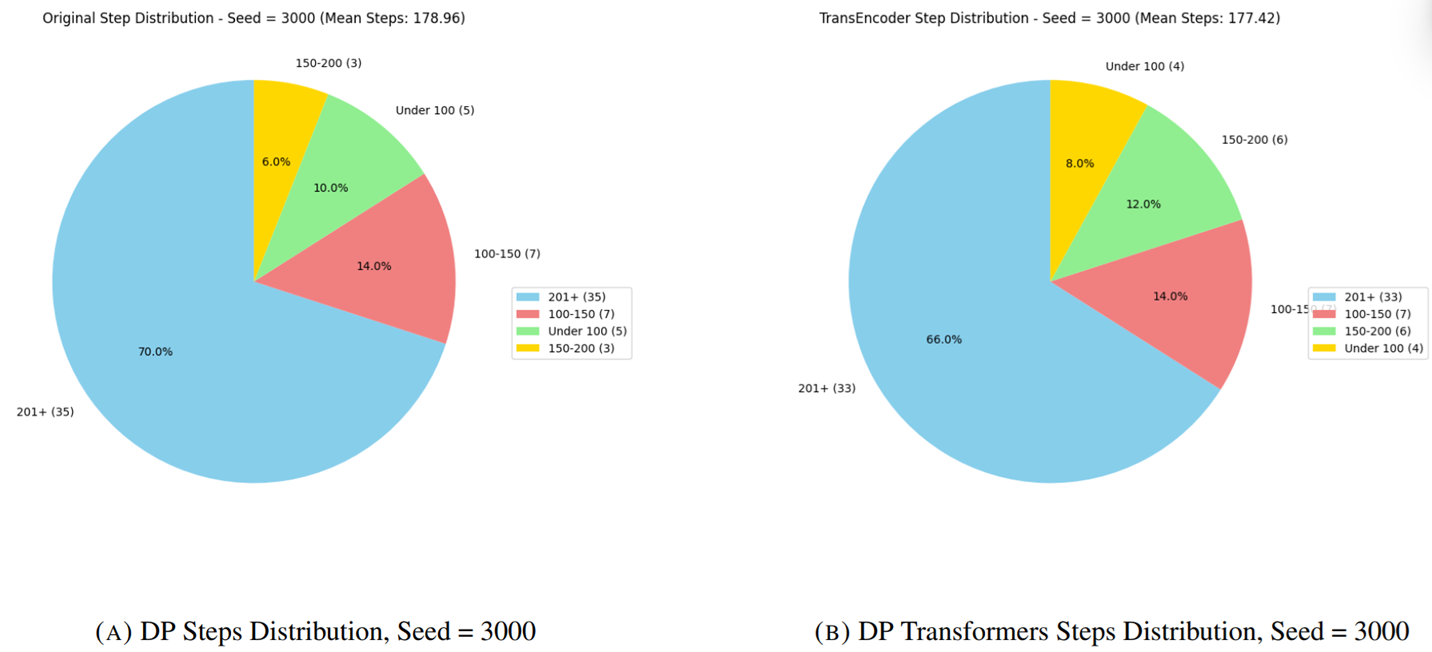 Original Step Distribution - Seed = 3000 (Mean Steps: 178.96)
150-200 (3)
Under 100 (5)
6.0%
10.0%
100-150 (7)
14.0%
70.0%
201+ (35)
201+ (35)
100-150 (7)
Under 100 (5)
150-200 (3)
(A) DP Steps Distribution, Seed = 3000
TransEncoder Step Distribution - Seed = 3000 (Mean Steps: 177.42)
Under 100 (4)
150-200 (6)
8.0%
12.0%
14.0%
100-150 (7)
66.0%
201+ (33)
201+ (33)
100-150 (7)
150-200 (6)
Under 100 (4)
(B) DP Transformers Steps Distribution, Seed = 3000